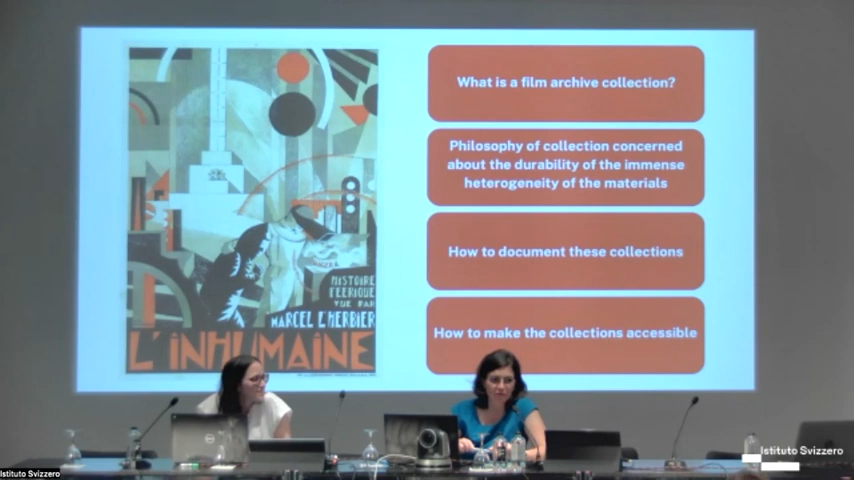 What is a film archive collection?
Philosophy of collection concerned
about the durability of the immense
heterogeneity of the materials
How to document these collections
How to make the collections accessible
HISTOIRE
FEERIQUE
VUE PAR
MARCEL L'HERBIER
L'INHUMAINE
Istituto Svizzero
Istituto Svizzero